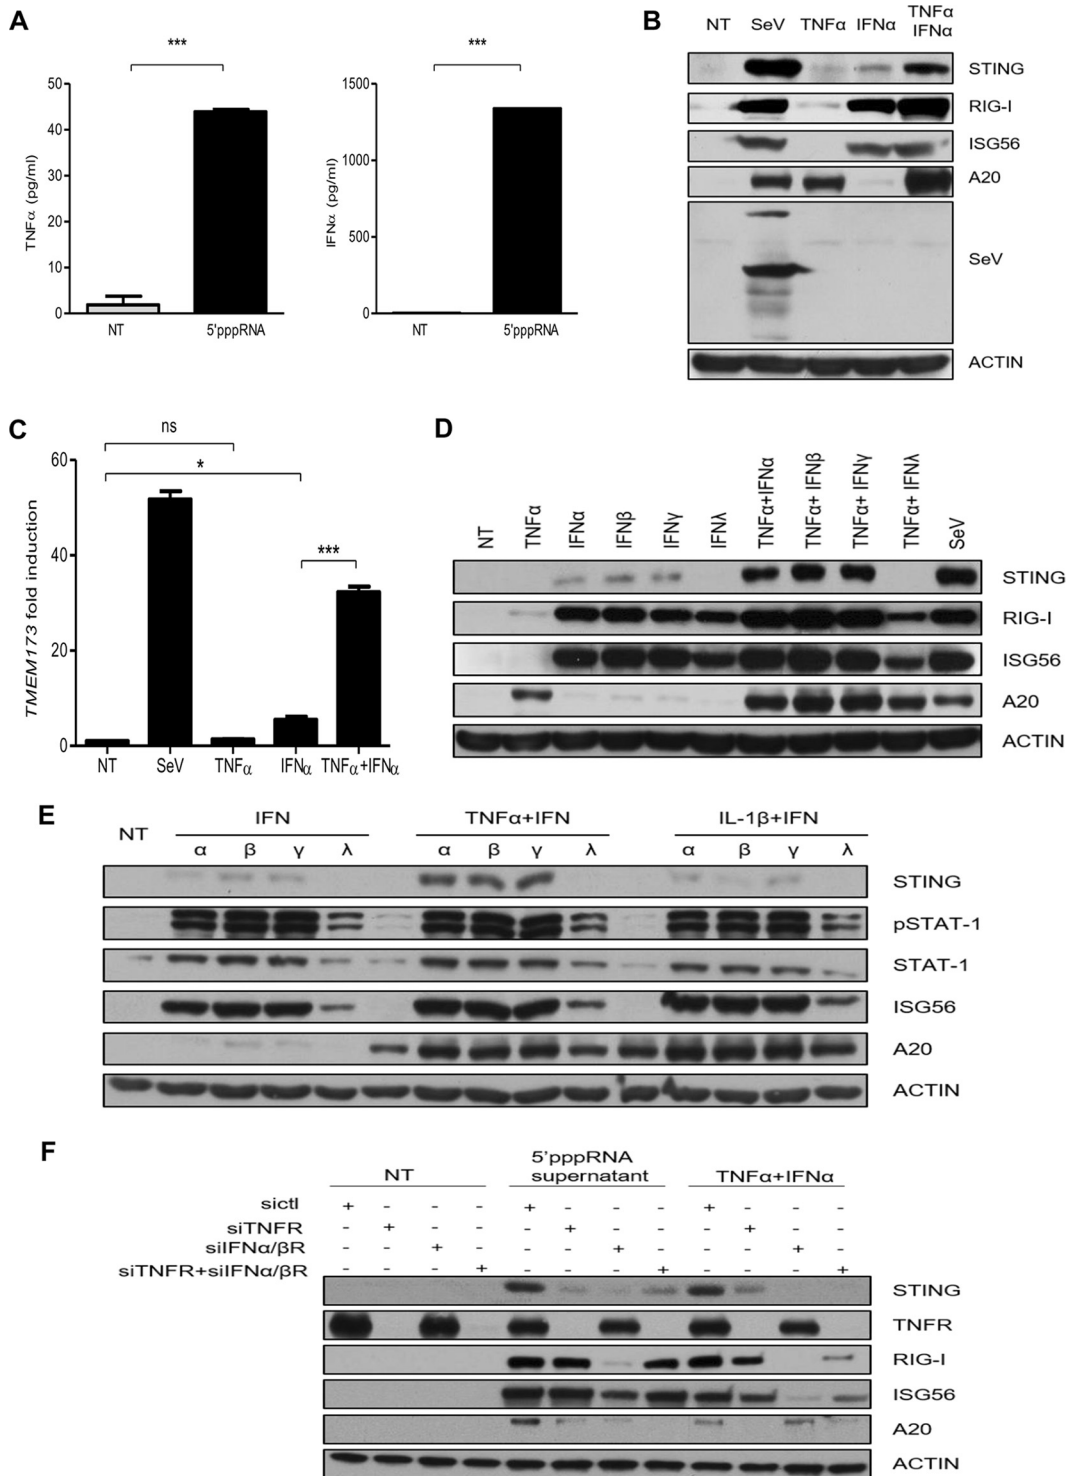 A
***
TNFα (pg/ml)
50
40
30
20
10
0
NT
5'pppRNA
***
IFNα (pg/ml)
1500
1000
500
0
NT
5'pppRNA
B
NT SeV TNFα IFNα TNFα IFNα
STING
RIG-I
ISG56
A20
SeV
ACTIN
C
ns
*
***
TMEM173 fold induction
60
40
20
0
NT SeV TNFα IFNα TNFα+IFNα
D
NT
TNFα
IFNα
IFNβ
IFNγ
IFNλ
TNFα+IFNα
TNFα+ IFNβ
TNFα+ IFNγ
TNFα+ IFNλ
SeV
STING
RIG-I
ISG56
A20
ACTIN
E
NT IFN TNFα+IFN IL-1β+IFN
α β γ λ α β γ λ α β γ λ
STING
pSTAT-1
STAT-1
ISG56
A20
ACTIN
F
NT 5'pppRNA supernatant TNFα+IFNα
sictl + - - - + - - - + - - -
siTNFR - + - - - + - - - + - -
siIFNα/βR - - + - - - + - - - + -
siTNFR+siIFNα/βR - - - + - - - + - - - +
STING
TNFR
RIG-I
ISG56
A20
ACTIN